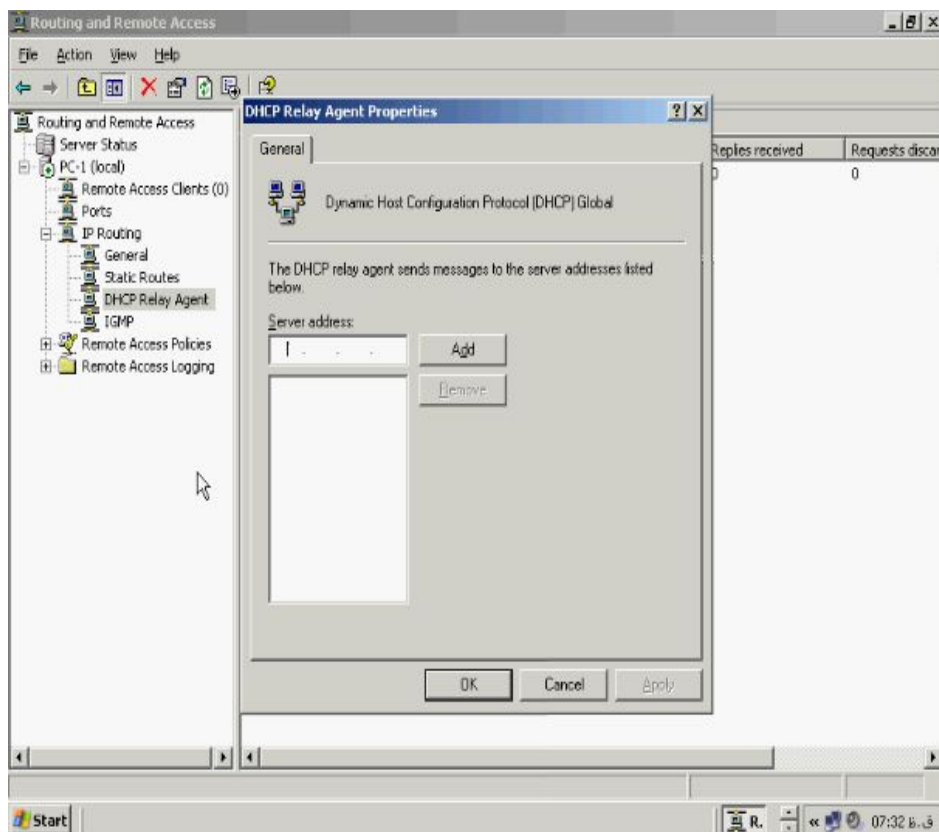 Routing and Remote Access
File Action View Help
DHCP Relay Agent Properties
General
Dynamic Host Configuration Protocol (DHCP) Global
The DHCP relay agent sends messages to the server addresses listed
below.
Server address:
Add
Remove
OK Cancel Apply
Routing and Remote Access
Server Status
PC-1 (local)
Remote Access Clients (0)
Ports
IP Routing
General
Static Routes
DHCP Relay Agent
IGMP
Remote Access Policies
Remote Access Logging
Replies received Requests discar
0 0
Start
R.
« 07:32 ق.ظ